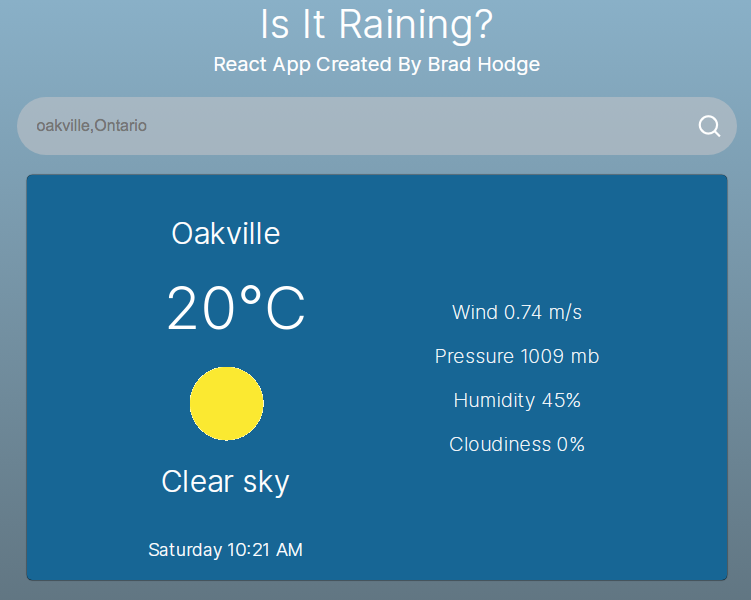 Is It Raining?
React App Created By Brad Hodge
oakville,Ontario
Oakville
20°C
Clear sky
Saturday 10:21 AM
Wind 0.74 m/s
Pressure 1009 mb
Humidity 45%
Cloudiness 0%